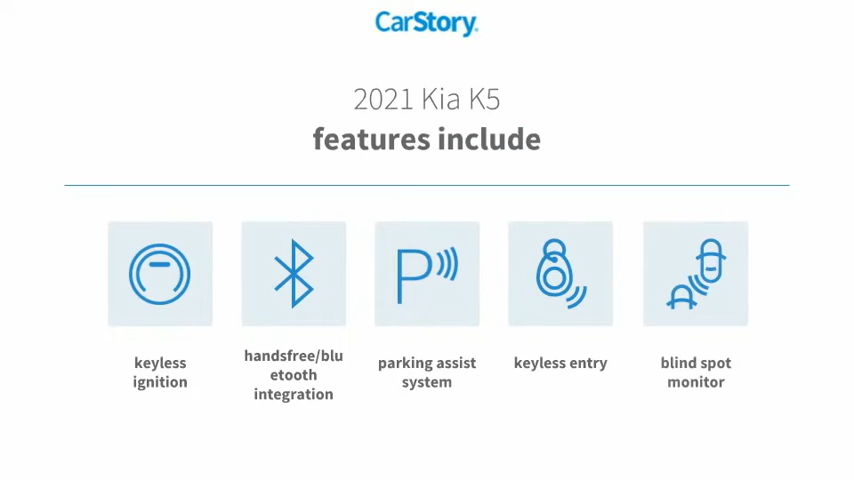 CarStory.
2021 Kia K5
features include
P
keyless
ignition
handsfree/blu
etooth
integration
parking assist
system
keyless entry
blind spot
monitor